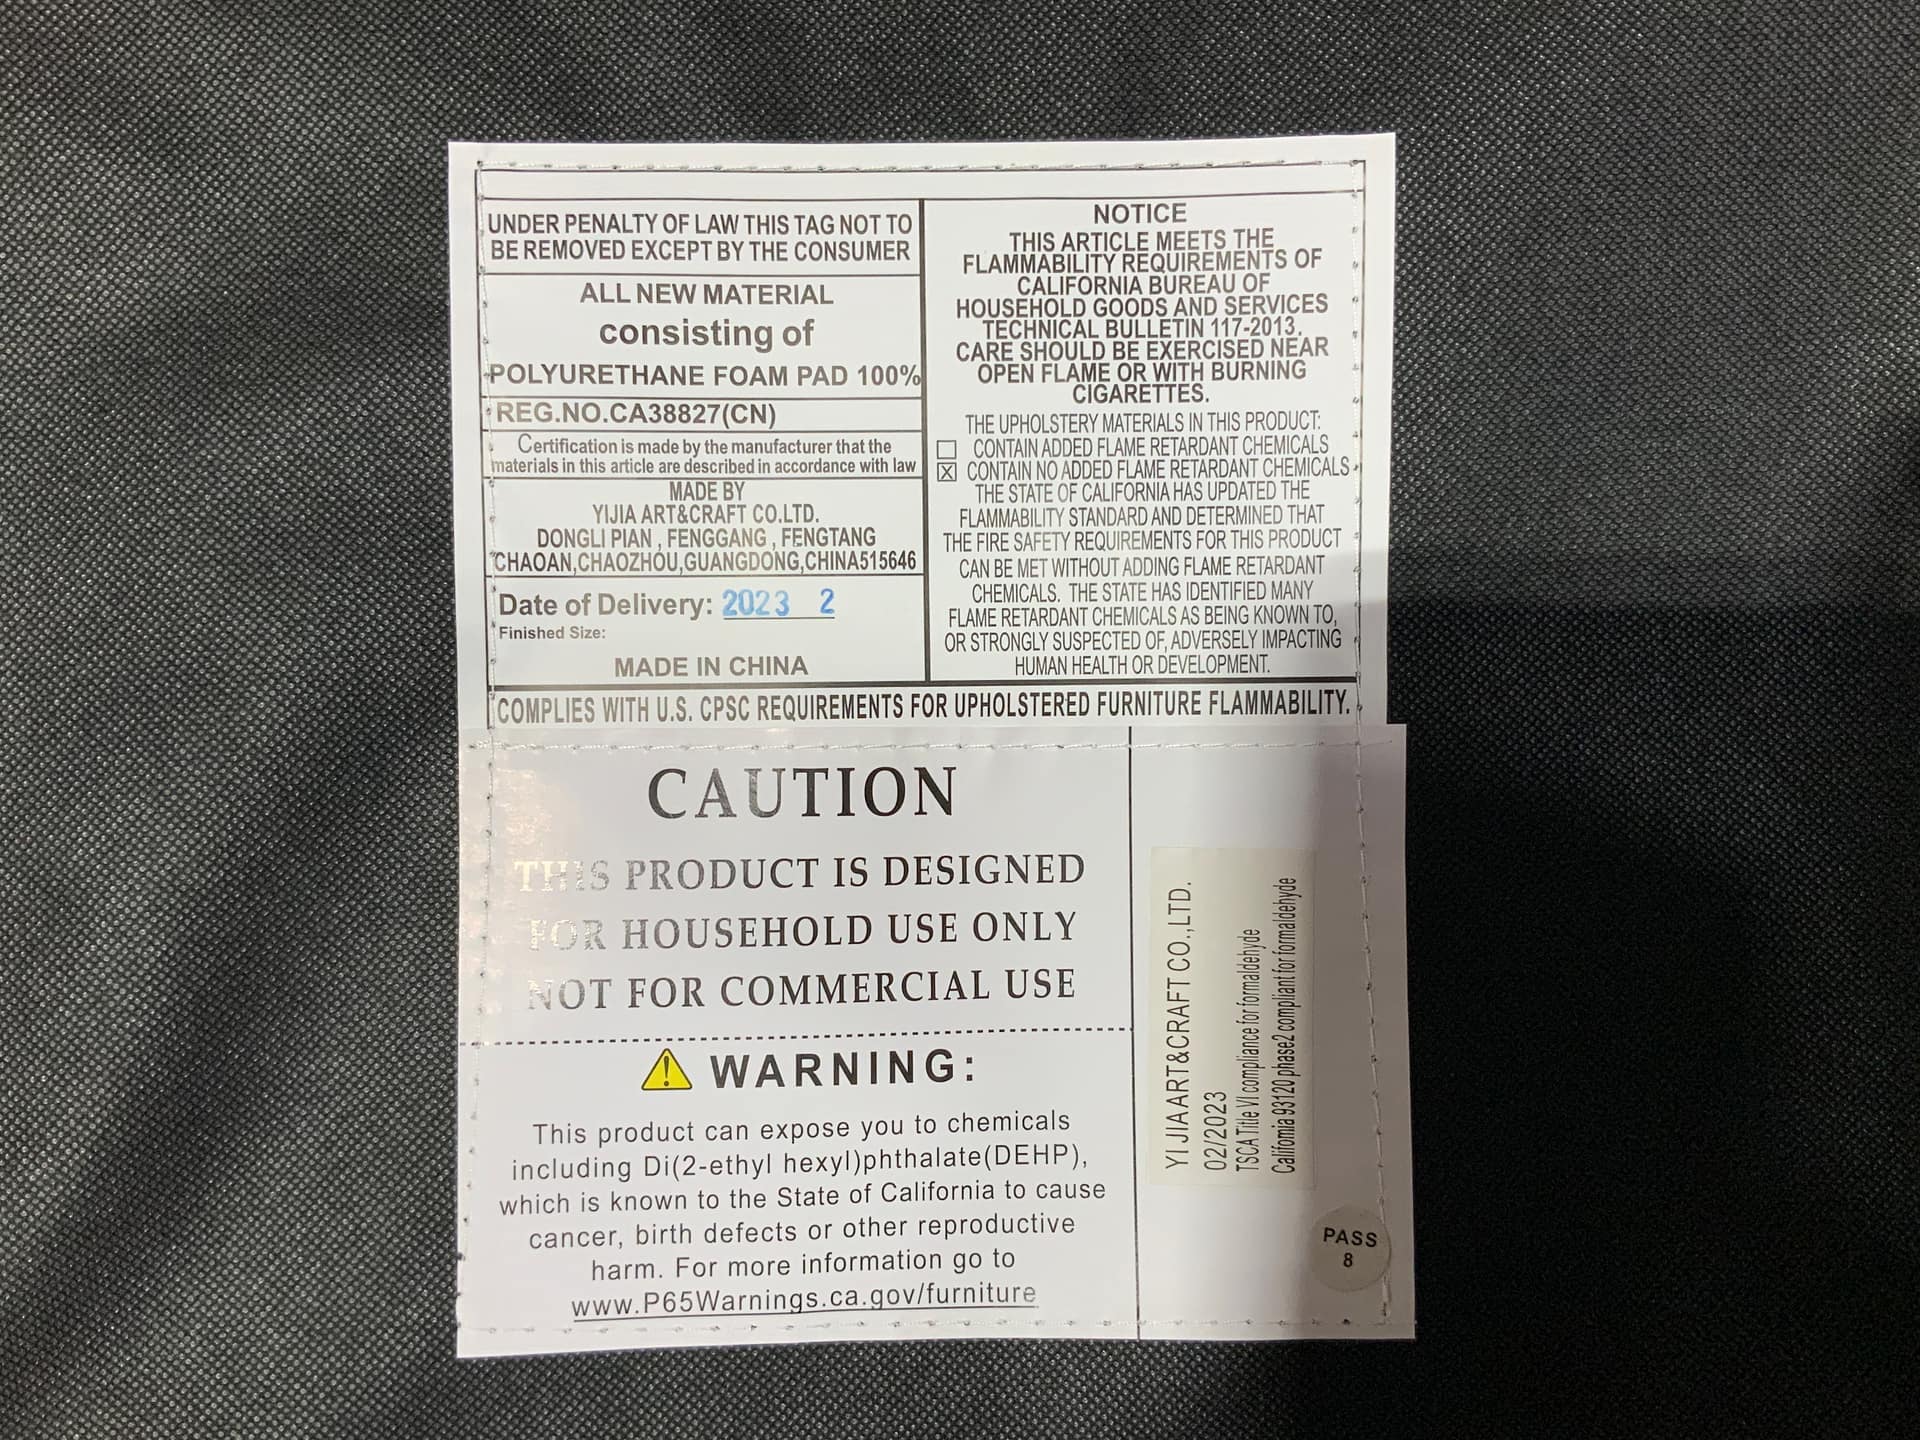 UNDER PENALTY OF LAW THIS TAG NOT TO
BE REMOVED EXCEPT BY THE CONSUMER
ALL NEW MATERIAL
consisting of
POLYURETHANE FOAM PAD 100%
REG.NO.CA38827(CN)
Certification is made by the manufacturer that the
materials in this article are described in accordance with law
MADE BY
YIJIA ART&CRAFT CO.LTD.
DONGLI PIAN , FENGGANG , FENGTANG
CHAOAN,CHAOZHOU,GUANGDONG,CHINA515646
Date of Delivery: 2023 2
Finished Size:
MADE IN CHINA
NOTICE
THIS ARTICLE MEETS THE
FLAMMABILITY REQUIREMENTS OF
CALIFORNIA BUREAU OF
HOUSEHOLD GOODS AND SERVICES
TECHNICAL BULLETIN 117-2013.
CARE SHOULD BE EXERCISED NEAR
OPEN FLAME OR WITH BURNING
CIGARETTES.
THE UPHOLSTERY MATERIALS IN THIS PRODUCT:
☐ CONTAIN ADDED FLAME RETARDANT CHEMICALS
☒ CONTAIN NO ADDED FLAME RETARDANT CHEMICALS
THE STATE OF CALIFORNIA HAS UPDATED THE
FLAMMABILITY STANDARD AND DETERMINED THAT
THE FIRE SAFETY REQUIREMENTS FOR THIS PRODUCT
CAN BE MET WITHOUT ADDING FLAME RETARDANT
CHEMICALS. THE STATE HAS IDENTIFIED MANY
FLAME RETARDANT CHEMICALS AS BEING KNOWN TO,
OR STRONGLY SUSPECTED OF, ADVERSELY IMPACTING
HUMAN HEALTH OR DEVELOPMENT.
COMPLIES WITH U.S. CPSC REQUIREMENTS FOR UPHOLSTERED FURNITURE FLAMMABILITY.
CAUTION
THIS PRODUCT IS DESIGNED
FOR HOUSEHOLD USE ONLY
NOT FOR COMMERCIAL USE
WARNING:
This product can expose you to chemicals
including Di(2-ethyl hexyl)phthalate(DEHP),
which is known to the State of California to cause
cancer, birth defects or other reproductive
harm. For more information go to
www.P65Warnings.ca.gov/furniture
YI JIA ART&CRAFT CO.,LTD.
02/2023
TSCA Title VI compliance for formaldehyde
California 93120 phase2 compliant for formaldehyde
PASS
8